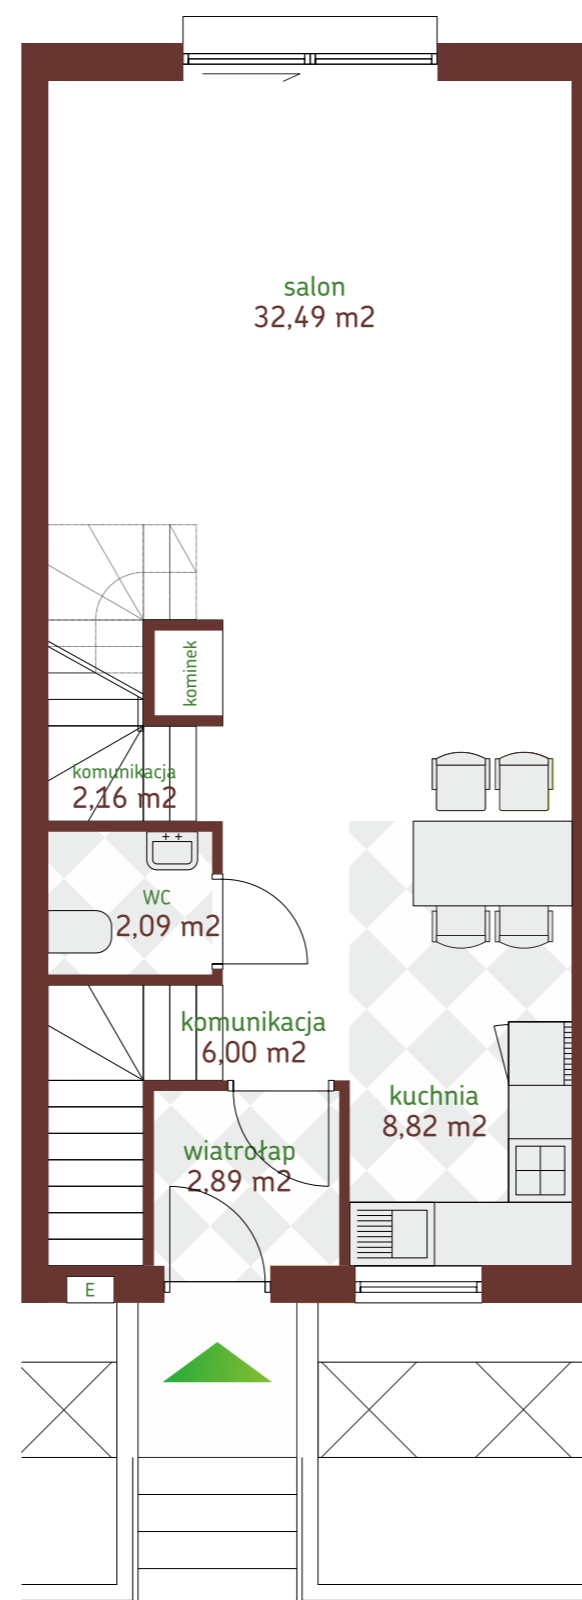 salon
32,49 m2
kominek
komunikacja
2,16 m2
WC
2,09 m2
komunikacja
6,00 m2
kuchnia
8,82 m2
wiatrołap
2,89 m2
E